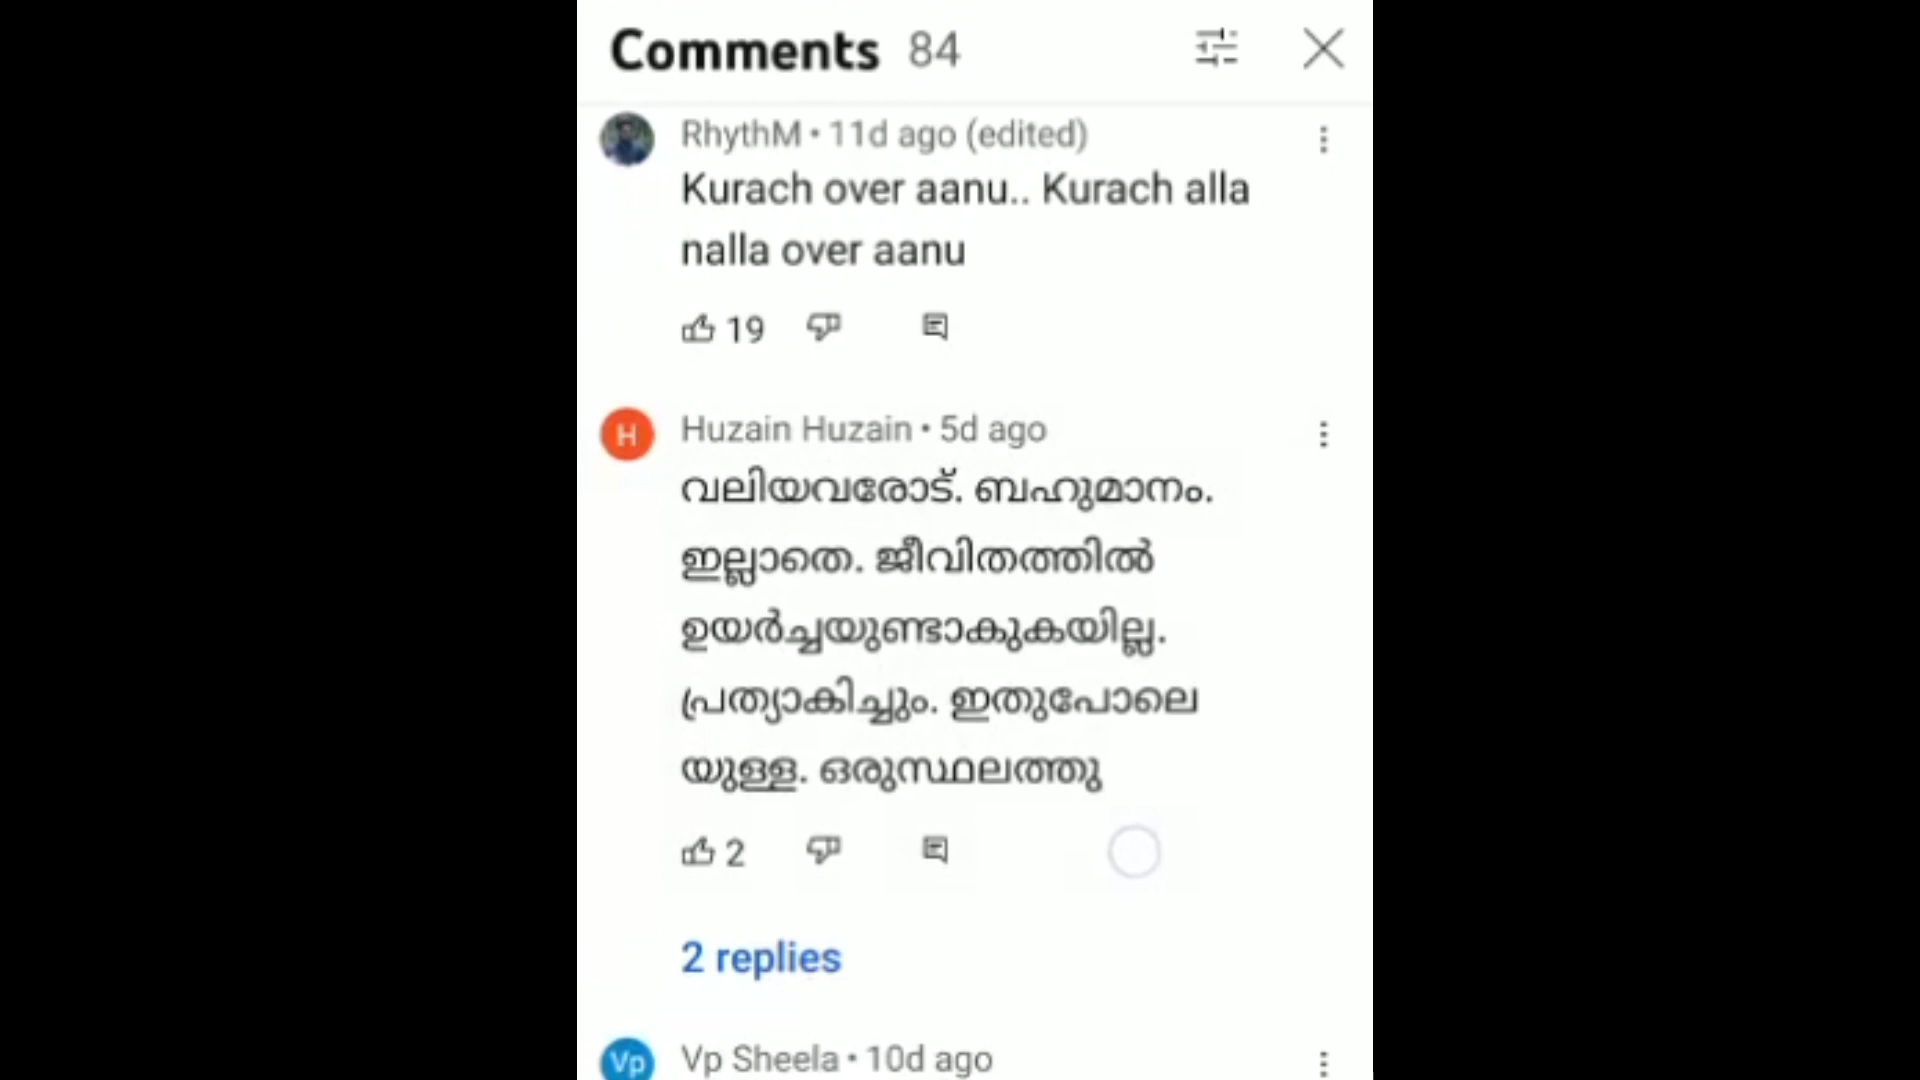 Comments 84
RhythM • 11d ago (edited)
Kurach over aanu.. Kurach alla
nalla over aanu
19
H
Huzain Huzain • 5d ago
വലിയവരോട്. ബഹുമാനം.
ഇല്ലാതെ. ജീവിതത്തിൽ
ഉയർച്ചയുണ്ടാകുകയില്ല.
പ്രത്യാകിച്ചും. ഇതുപോലെ
യുള്ള. ഒരുസ്ഥലത്തു
2
2 replies
Vp
Vp Sheela • 10d ago